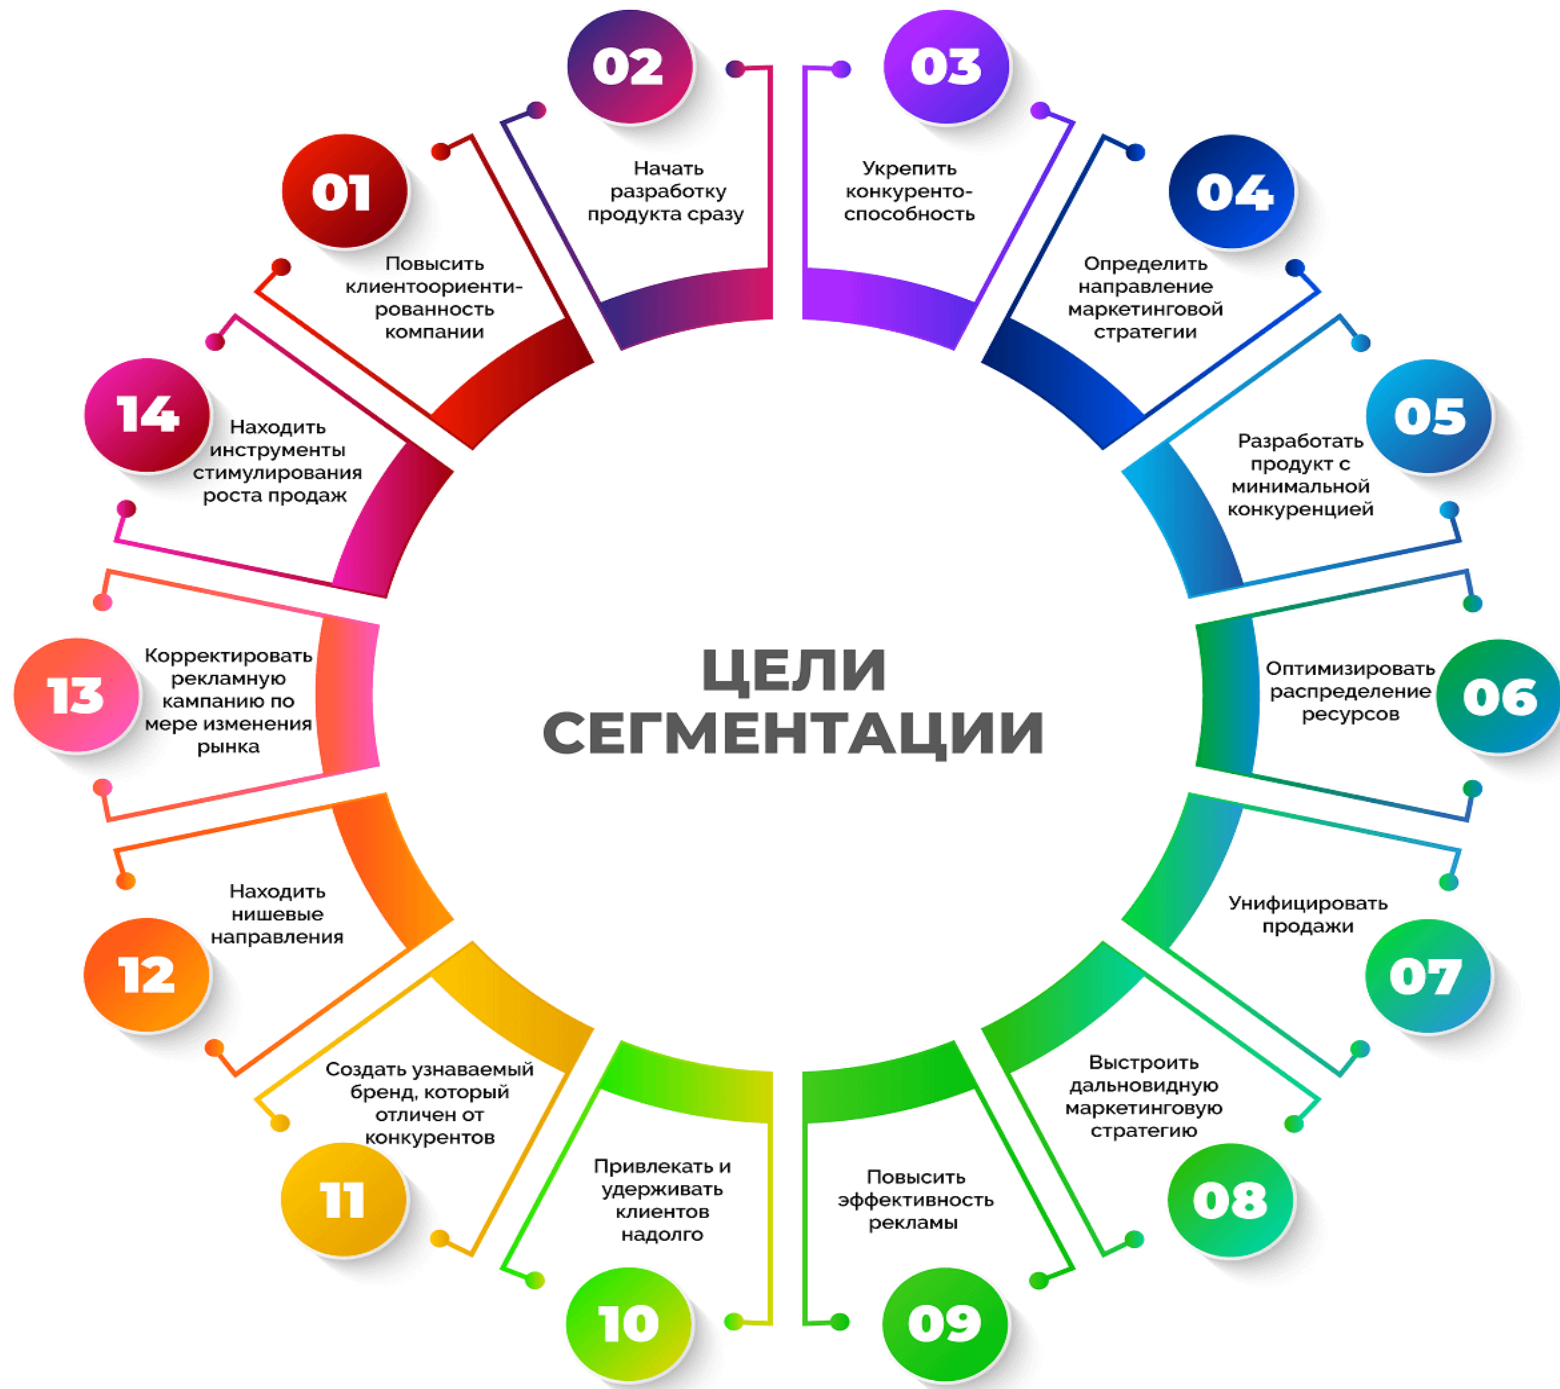 ЦЕЛИ
СЕГМЕНТАЦИИ
01
Повысить
клиентоориенти-
рованность
компании
02
Начать
разработку
продукта сразу
03
Укрепить
конкуренто-
способность
04
Определить
направление
маркетинговой
стратегии
05
Разработать
продукт с
минимальной
конкуренцией
06
Оптимизировать
распределение
ресурсов
07
Унифицировать
продажи
08
Выстроить
дальновидную
маркетинговую
стратегию
09
Повысить
эффективность
рекламы
10
Привлекать и
удерживать
клиентов
надолго
11
Создать узнаваемый
бренд, который
отличен от
конкурентов
12
Находить
нишевые
направления
13
Корректировать
рекламную
кампанию по
мере изменения
рынка
14
Находить
инструменты
стимулирования
роста продаж